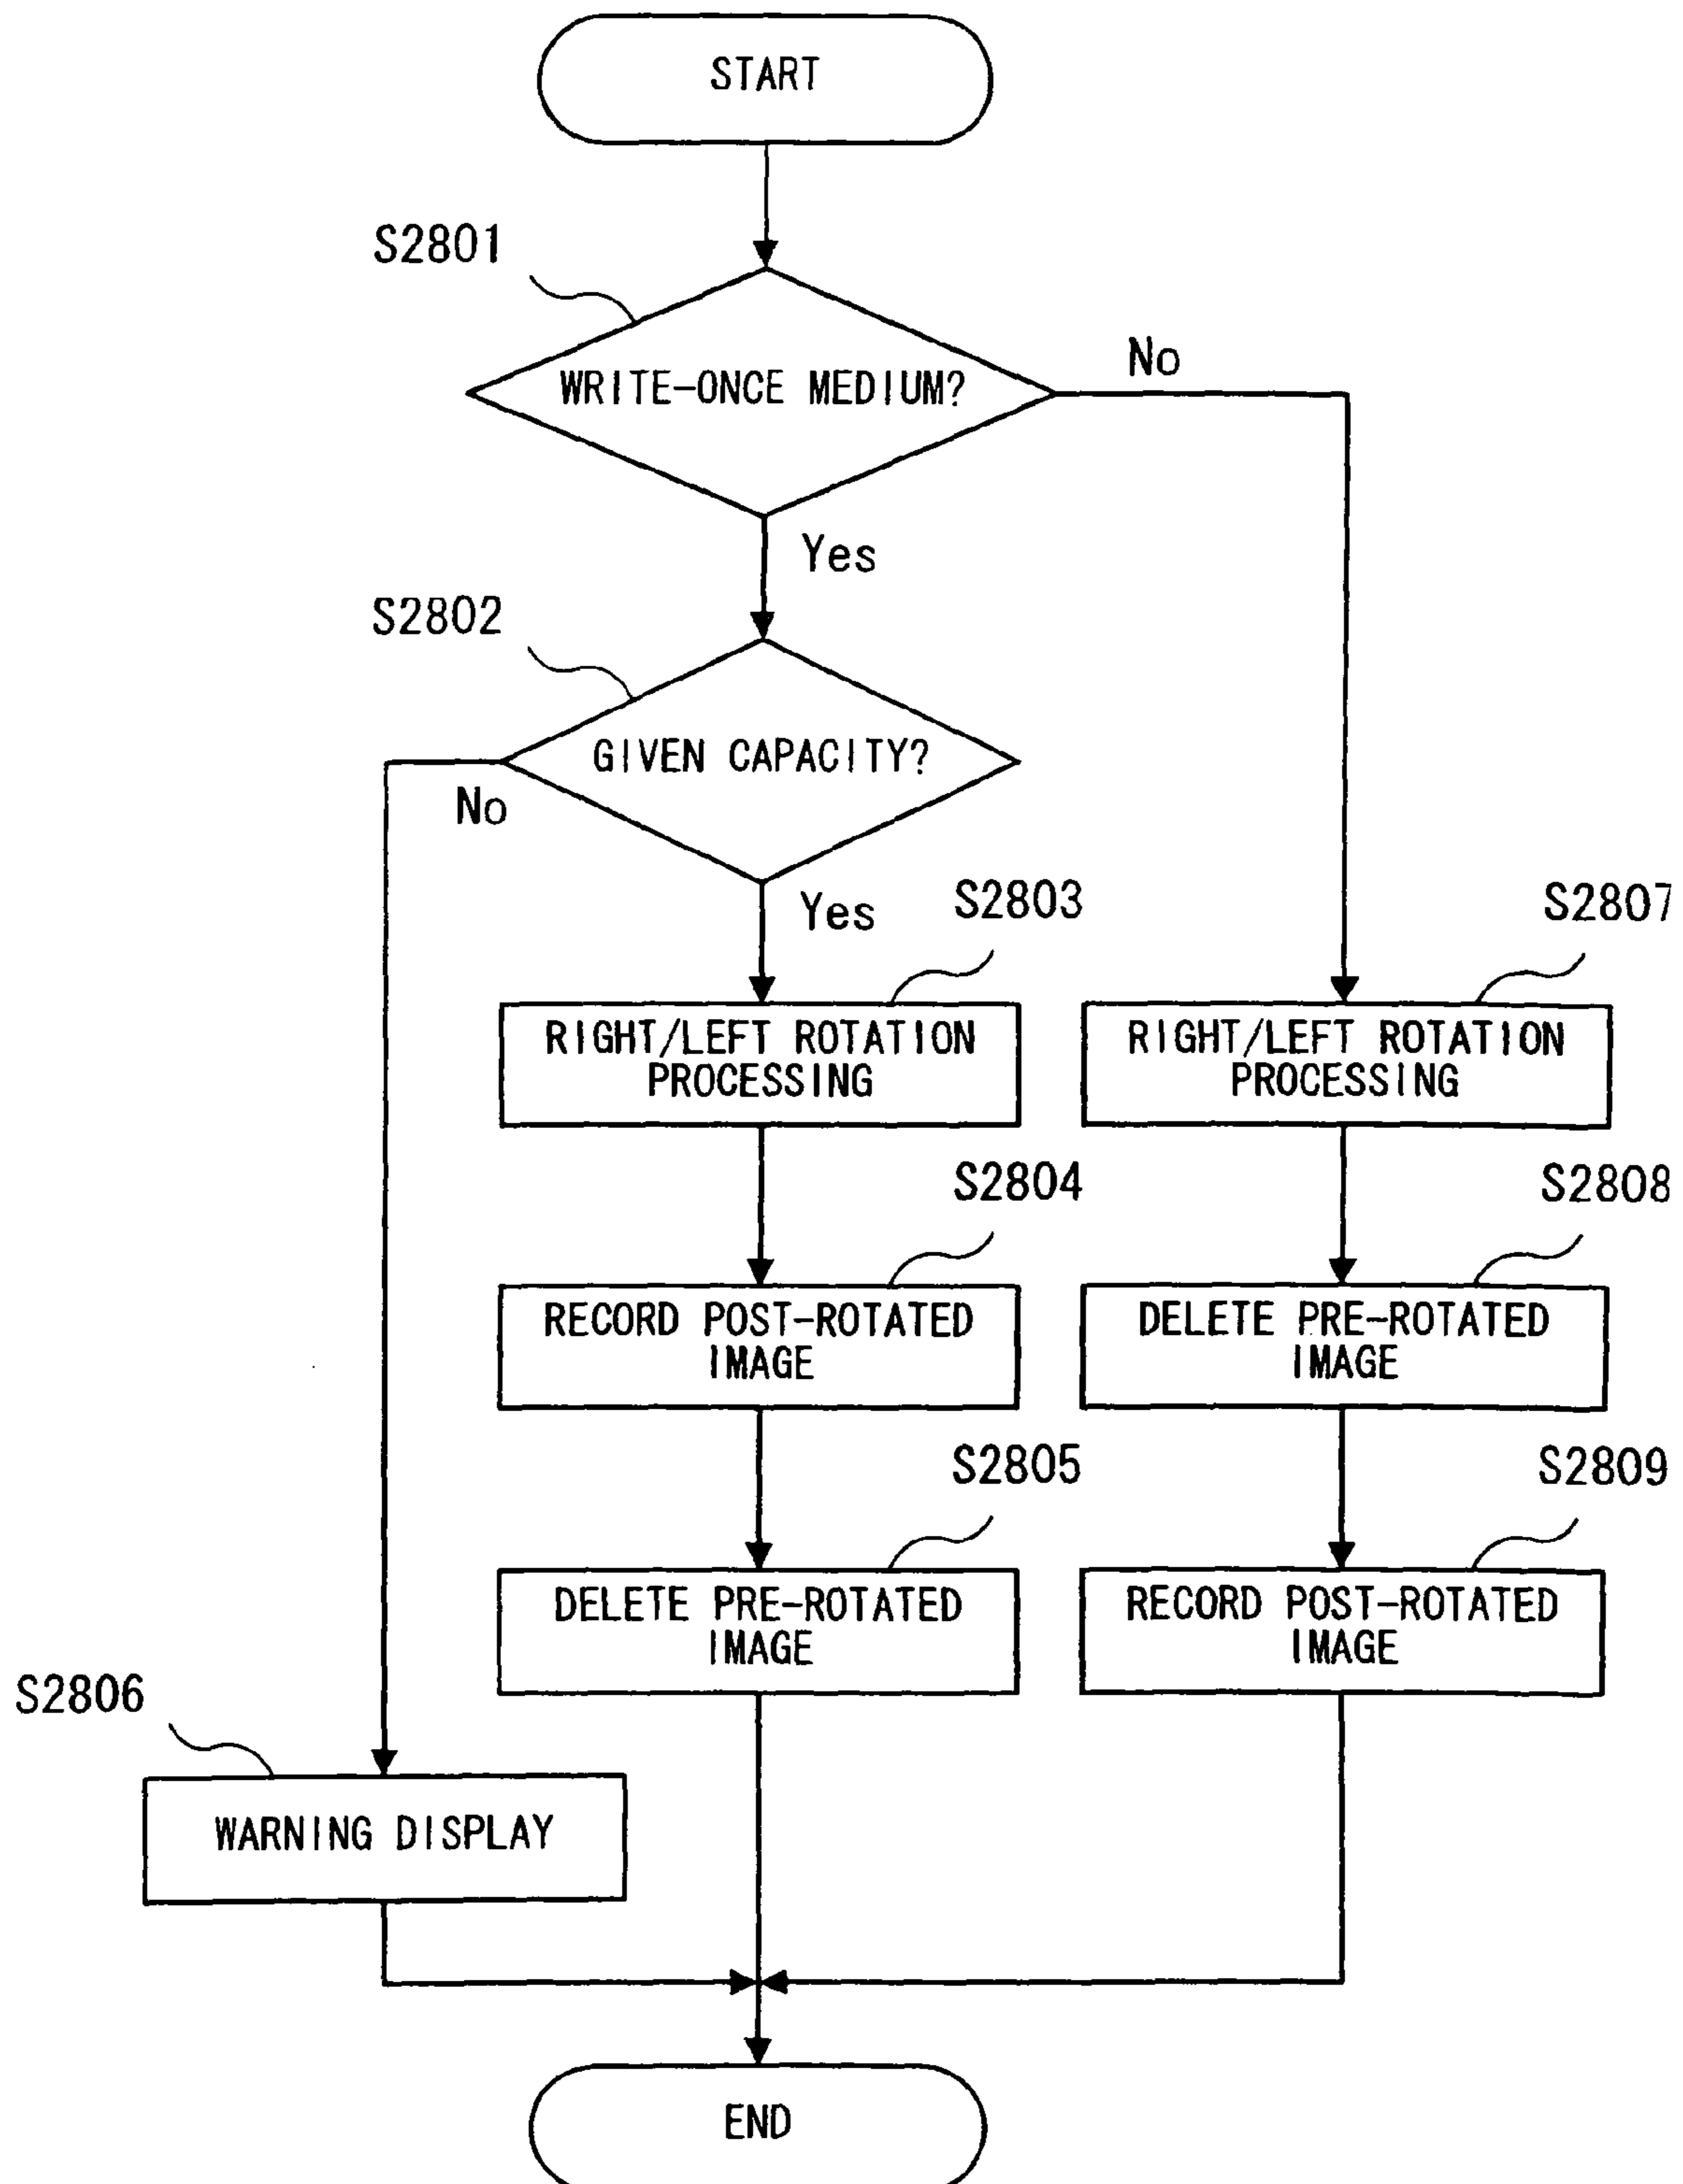 START
S2801
WRITE-ONCE MEDIUM?
No
Yes
S2802
GIVEN CAPACITY?
No
Yes
S2803
S2807
RIGHT/LEFT ROTATION
PROCESSING
RIGHT/LEFT ROTATION
PROCESSING
S2804
S2808
RECORD POST-ROTATED
IMAGE
DELETE PRE-ROTATED
IMAGE
S2805
S2809
DELETE PRE-ROTATED
IMAGE
RECORD POST-ROTATED
IMAGE
S2806
WARNING DISPLAY
END